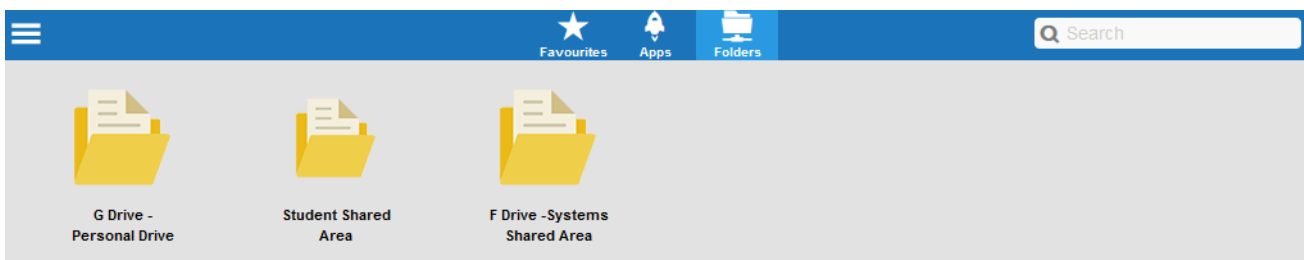 Favourites
Apps
Folders
Search
G Drive -
Personal Drive
Student Shared
Area
F Drive -Systems
Shared Area